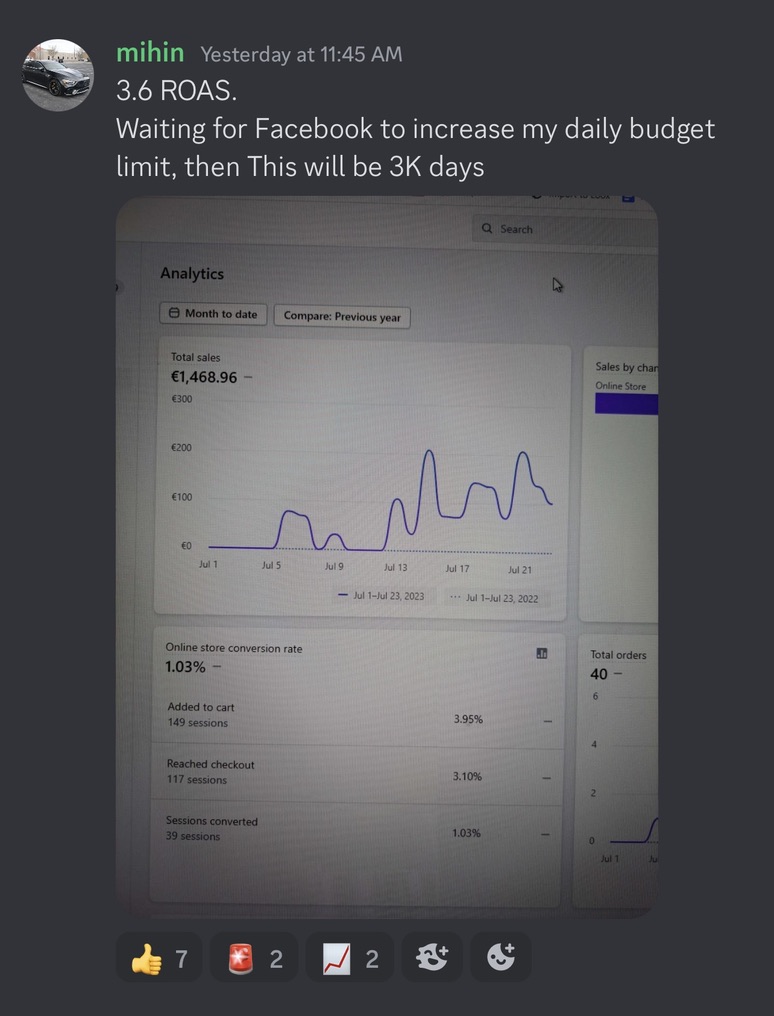 mihin Yesterday at 11:45 AM
3.6 ROAS.
Waiting for Facebook to increase my daily budget
limit, then This will be 3K days
Search
Analytics
Month to date
Compare: Previous year
Total sales
€1,468.96 –
€300
€200
€100
€0
Jul 1 Jul 5 Jul 9 Jul 13 Jul 17 Jul 21
Jul 1–Jul 23, 2023 Jul 1–Jul 23, 2022
Sales by
Online Store
Online store conversion rate
1.03% –
Added to cart
149 sessions
3.95% –
Reached checkout
117 sessions
3.10% –
Sessions converted
39 sessions
1.03% –
Total orders
40 –
6
4
2
0
Jul 1
7 2 2